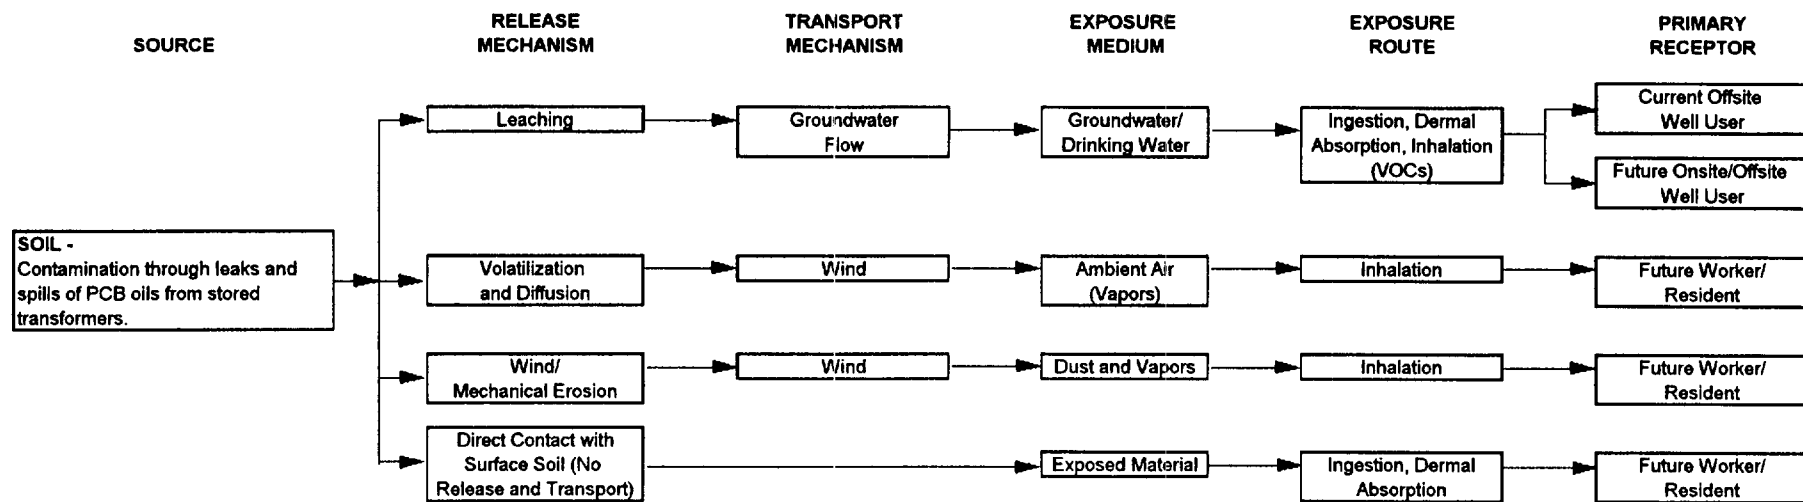 SOURCE
RELEASE
MECHANISM
TRANSPORT
MECHANISM
EXPOSURE
MEDIUM
EXPOSURE
ROUTE
PRIMARY
RECEPTOR
SOIL -
Contamination through leaks and
spills of PCB oils from stored
transformers.
Leaching
Groundwater
Flow
Groundwater/
Drinking Water
Ingestion, Dermal
Absorption, Inhalation
(VOCs)
Current Offsite
Well User
Future Onsite/Offsite
Well User
Volatilization
and Diffusion
Wind
Ambient Air
(Vapors)
Inhalation
Future Worker/
Resident
Wind/
Mechanical Erosion
Wind
Dust and Vapors
Inhalation
Future Worker/
Resident
Direct Contact with
Surface Soil (No
Release and Transport)
Exposed Material
Ingestion, Dermal
Absorption
Future Worker/
Resident